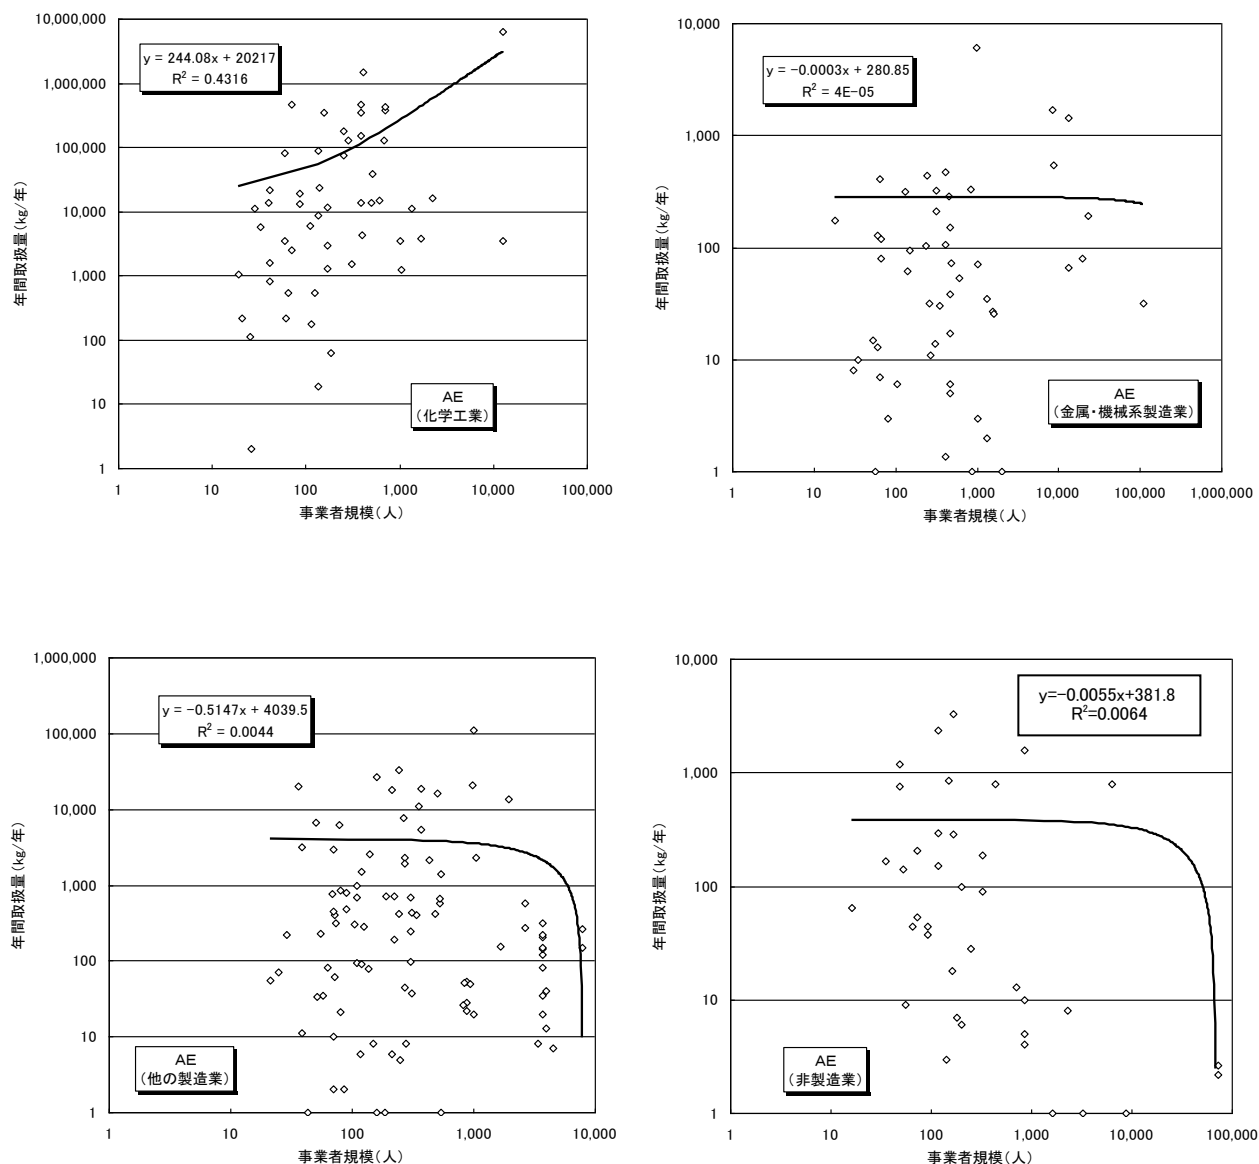 10,000,000
1,000,000
100,000
10,000
1,000
100
10
1
年間取扱量(kg/年)
y = 244.08x + 20217
R² = 0.4316
AE
(化学工業)
1 10 100 1,000 10,000 100,000
事業者規模(人)
10,000
1,000
100
10
1
年間取扱量(kg/年)
y = −0.0003x + 280.85
R² = 4E-05
AE
(金属・機械系製造業)
1 10 100 1,000 10,000 100,000 1,000,000
事業者規模(人)
1,000,000
100,000
10,000
1,000
100
10
1
年間取扱量(kg/年)
y = −0.5147x + 4039.5
R² = 0.0044
AE
(他の製造業)
1 10 100 1,000 10,000
事業者規模(人)
10,000
1,000
100
10
1
年間取扱量(kg/年)
y=−0.0055x+381.8
R²=0.0064
AE
(非製造業)
1 10 100 1,000 10,000 100,000
事業者規模(人)